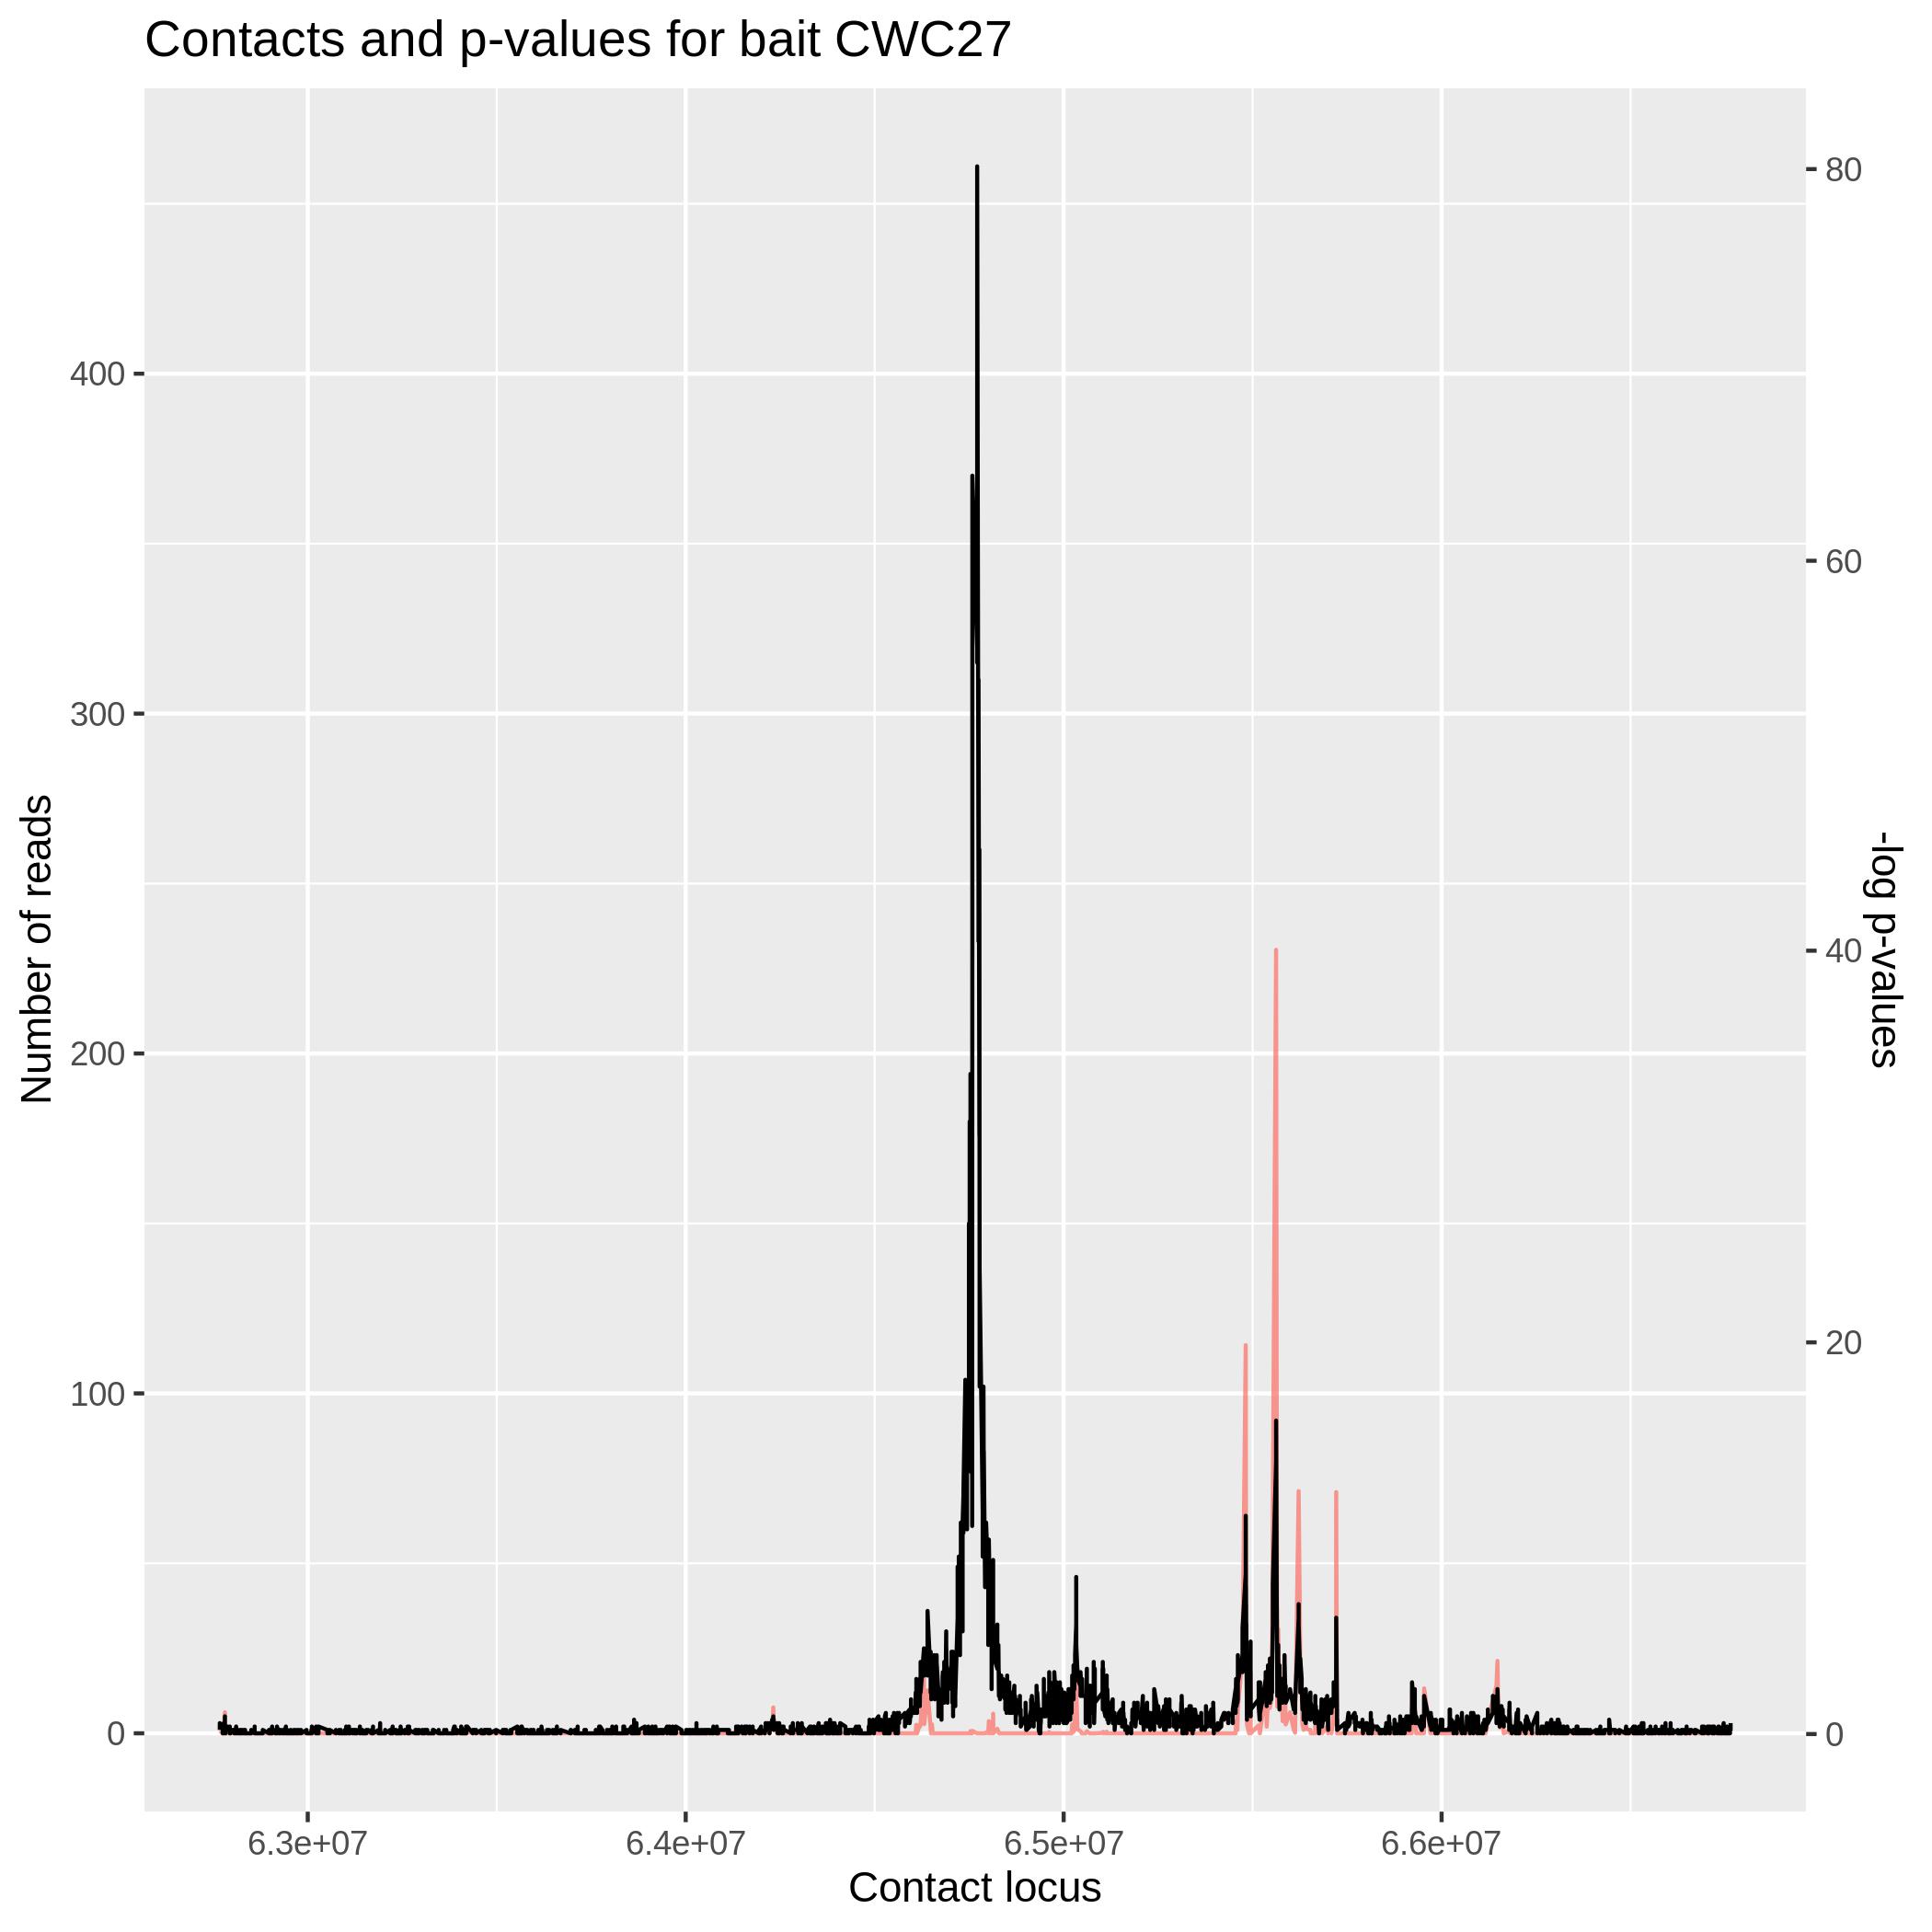 Contacts and p-values for bait CWC27
Number of reads
400
300
200
100
0
80
60
40
20
0
-log p-values
6.3e+07
6.4e+07
6.5e+07
6.6e+07
Contact locus